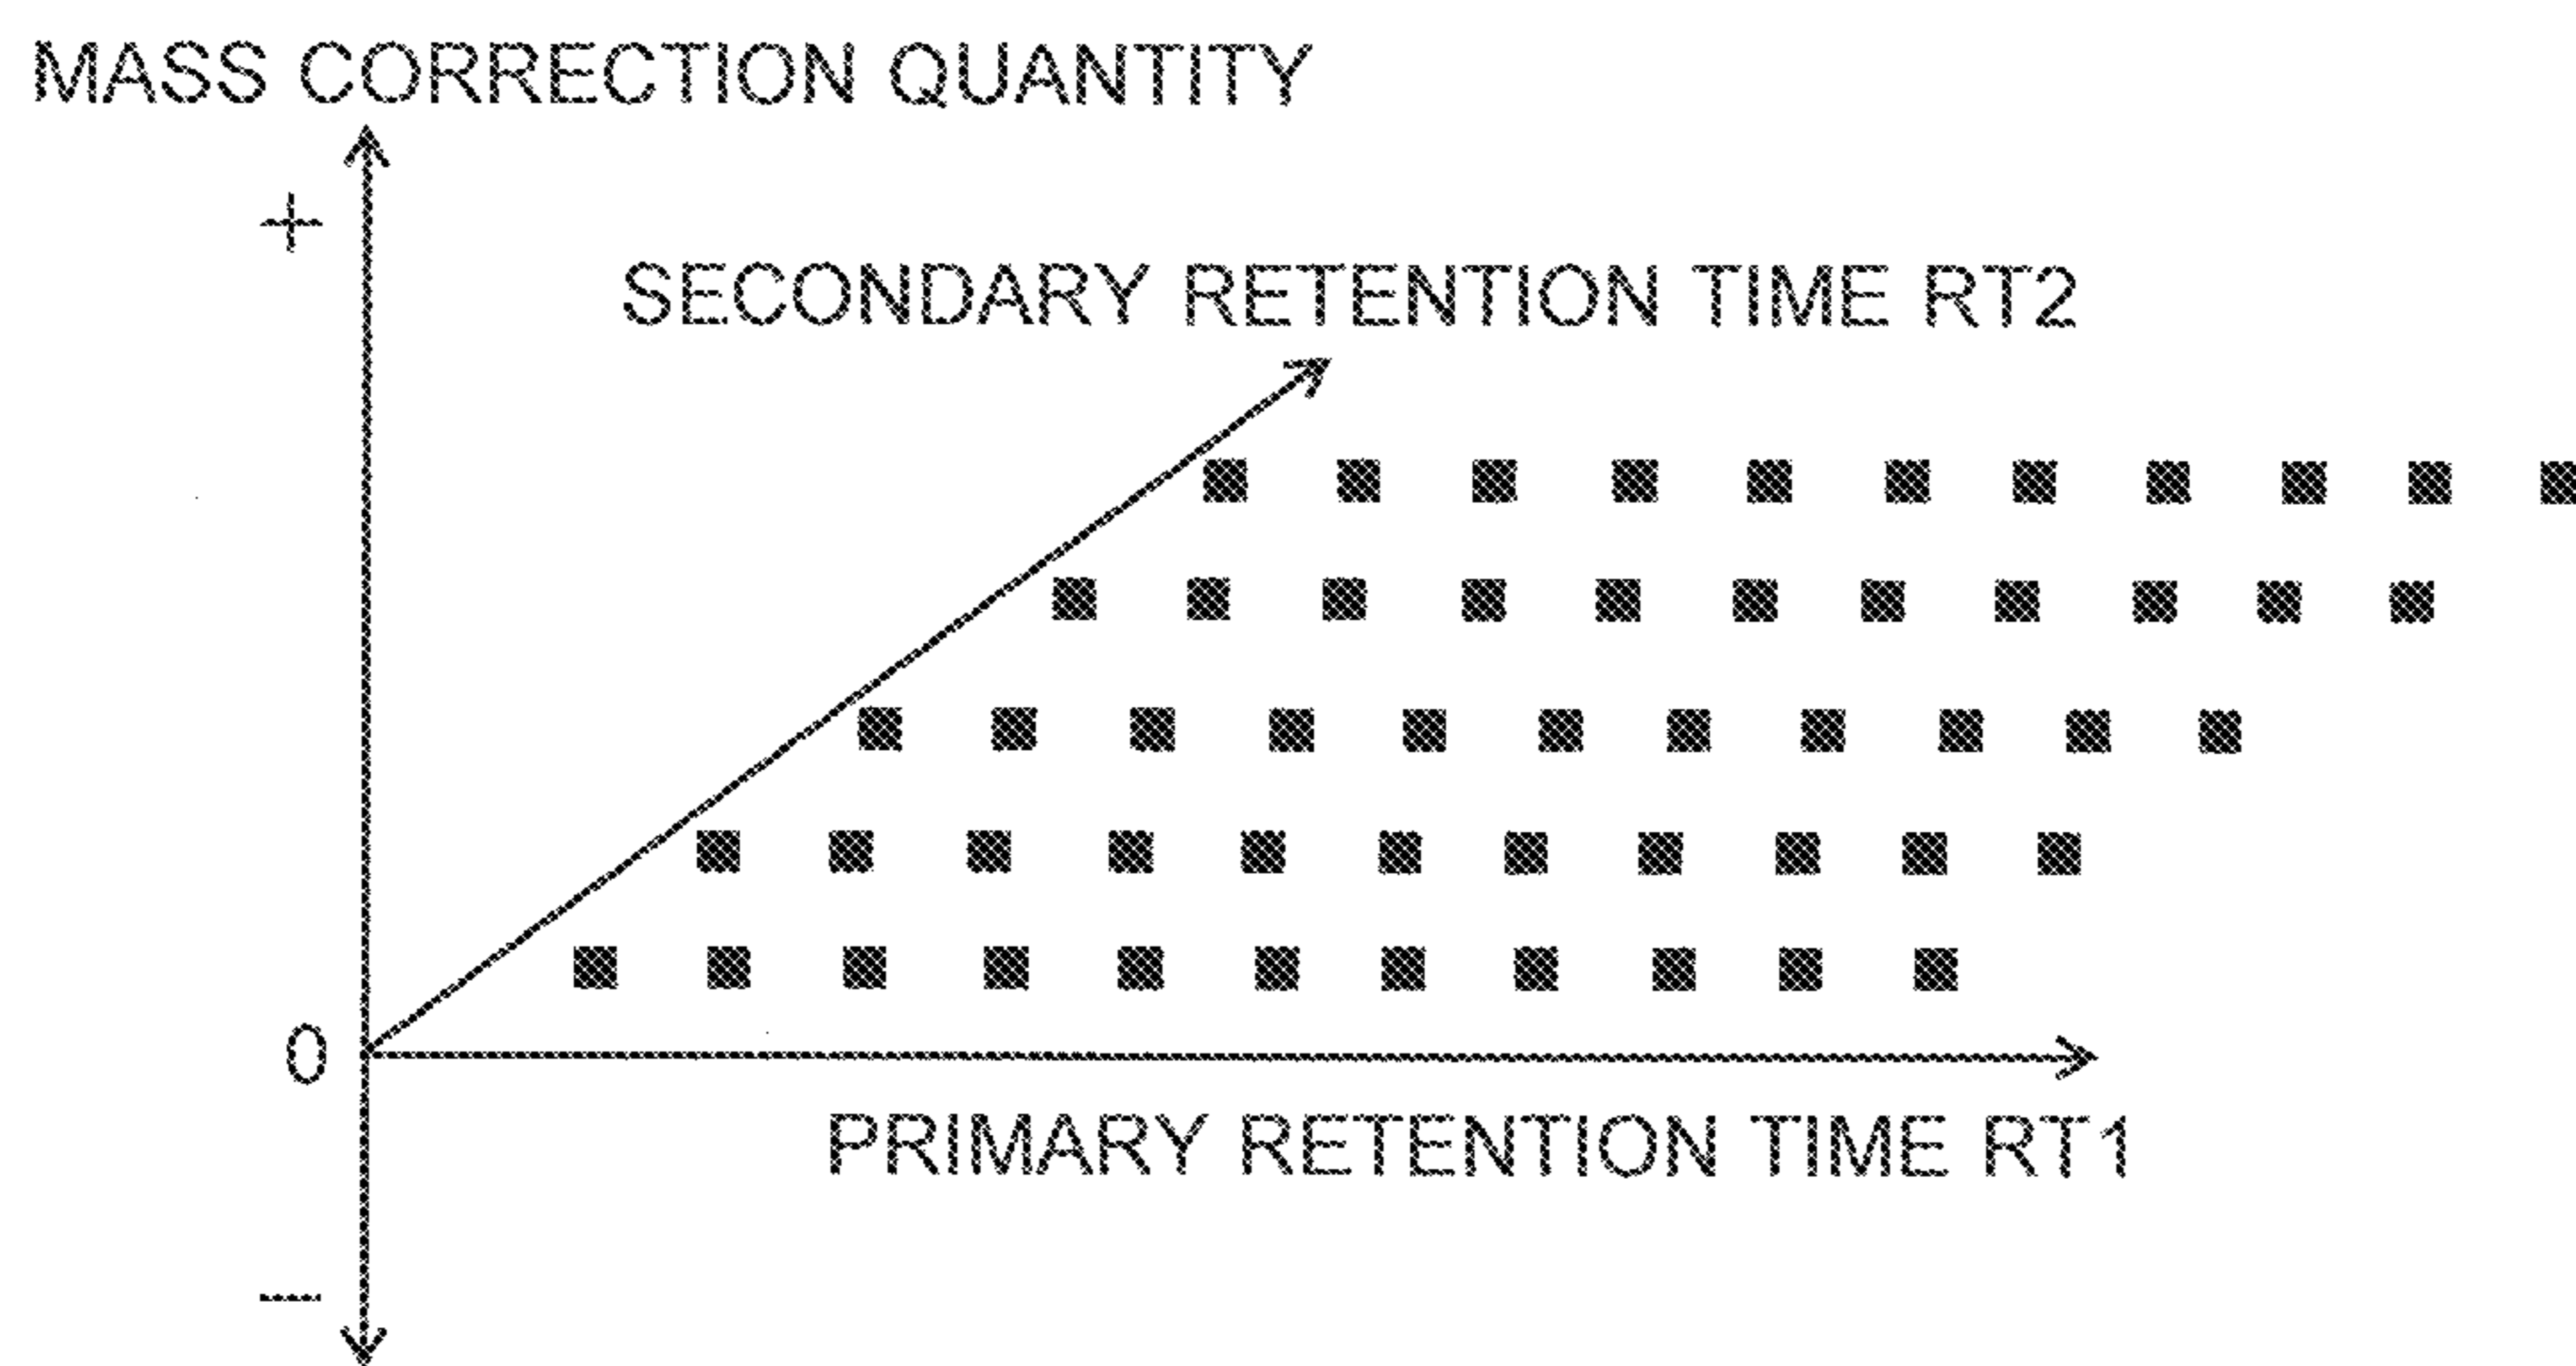 MASS CORRECTION QUANTITY
+
SECONDARY RETENTION TIME RT2
0
PRIMARY RETENTION TIME RT1
−